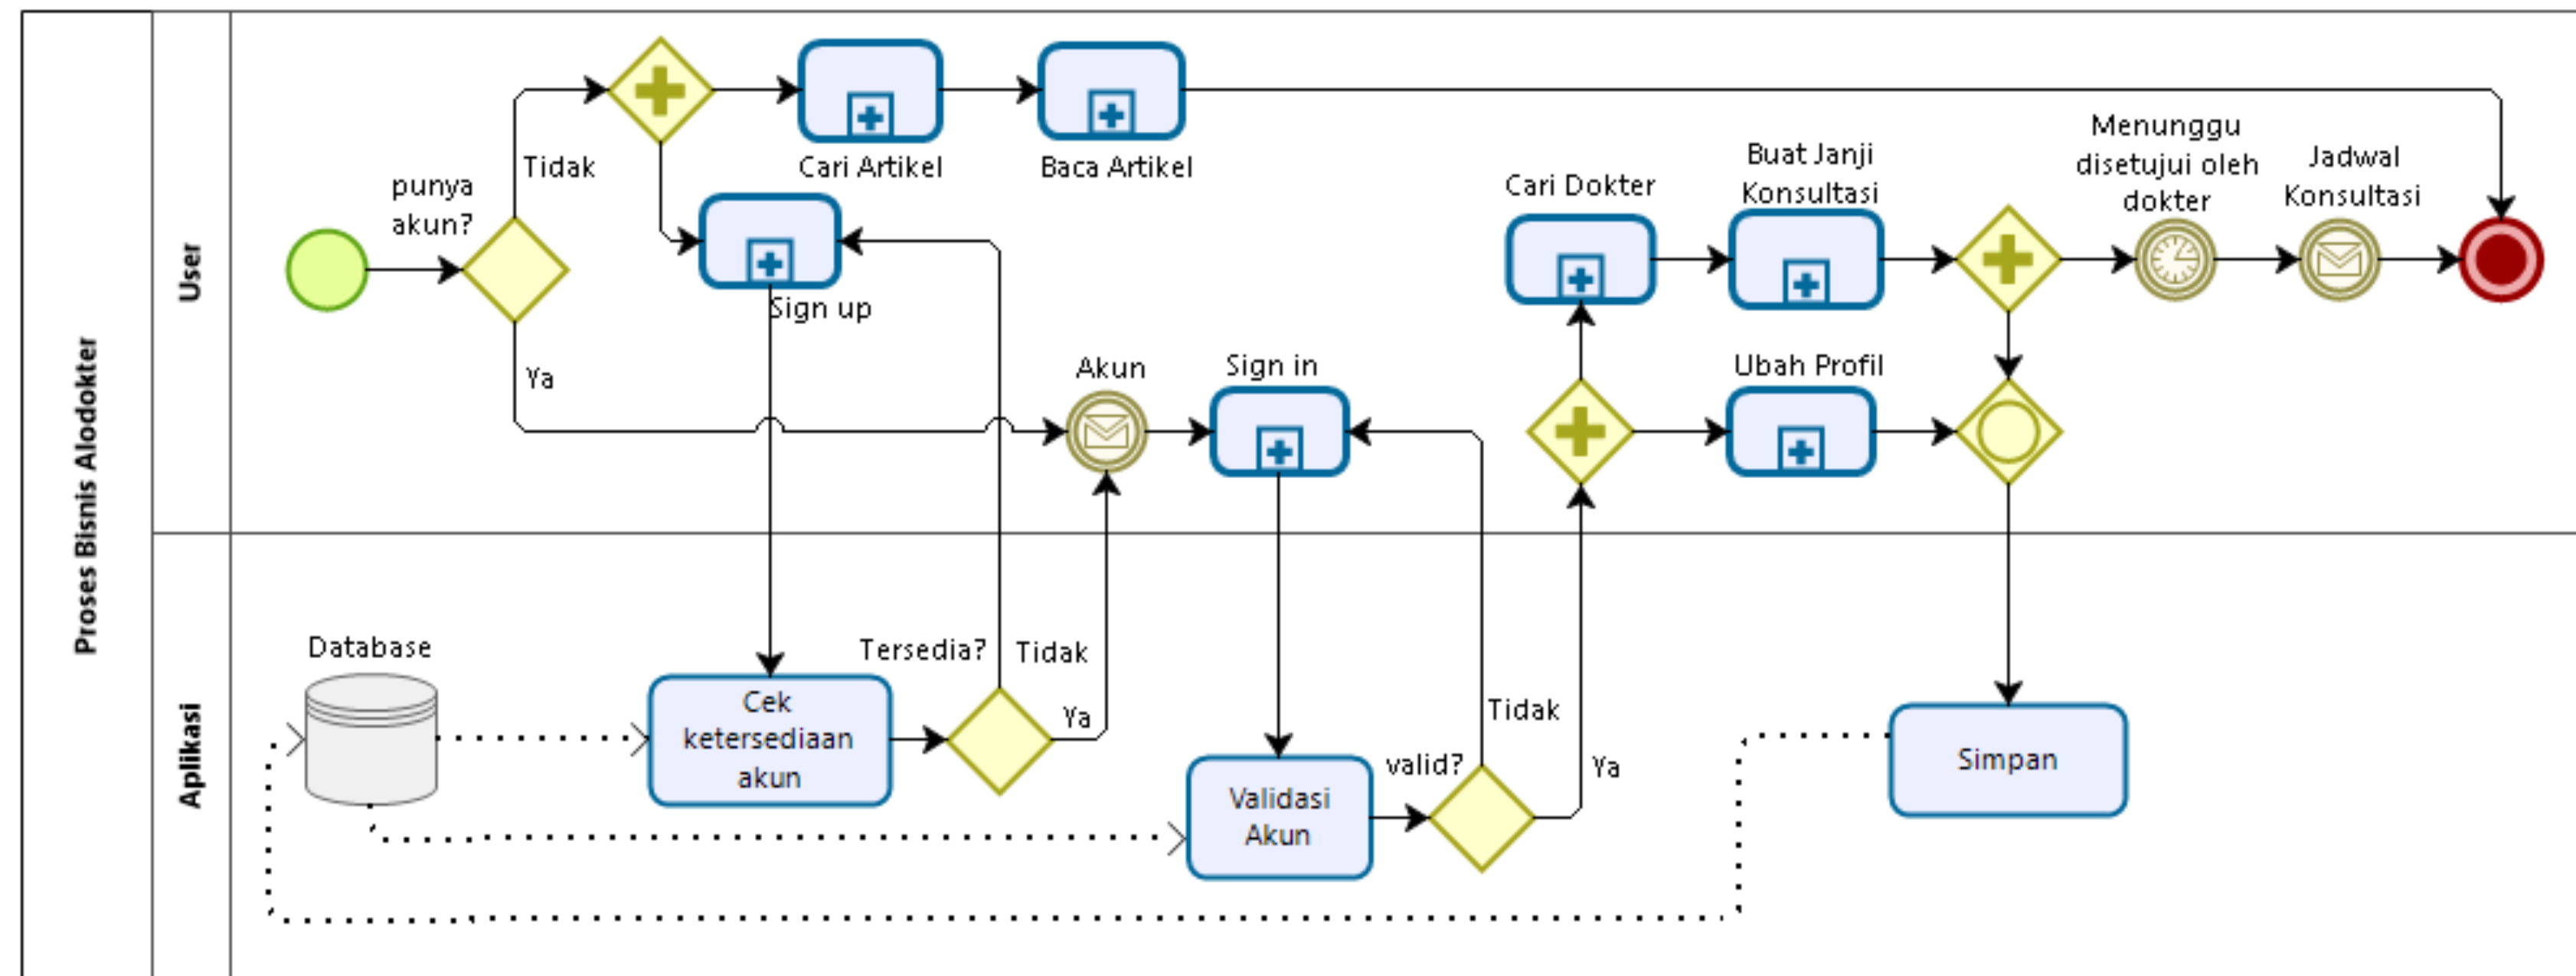 Proses Bisnis Alodokter
User
punya
akun?
Tidak
Ya
Cari Artikel
Baca Artikel
Sign up
Akun
Sign in
Cari Dokter
Buat Janji
Konsultasi
Ubah Profil
Menunggu
disetujui oleh
dokter
Jadwal
Konsultasi
Aplikasi
Database
Cek
ketersediaan
akun
Tersedia?
Tidak
Ya
Validasi
Akun
valid?
Tidak
Ya
Simpan